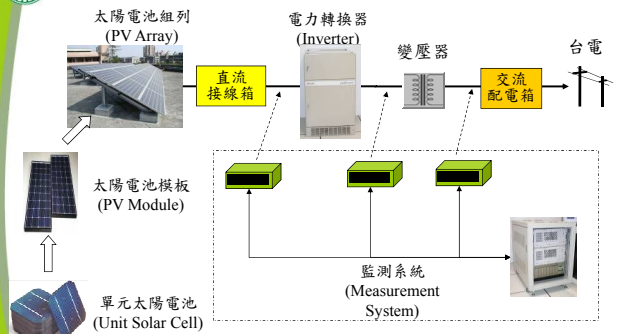 太陽電池組列
(PV Array)
電力轉換器
(Inverter)
變壓器
台電
直流
接線箱
交流
配電箱
太陽電池模板
(PV Module)
單元太陽電池
(Unit Solar Cell)
監測系統
(Measurement
System)